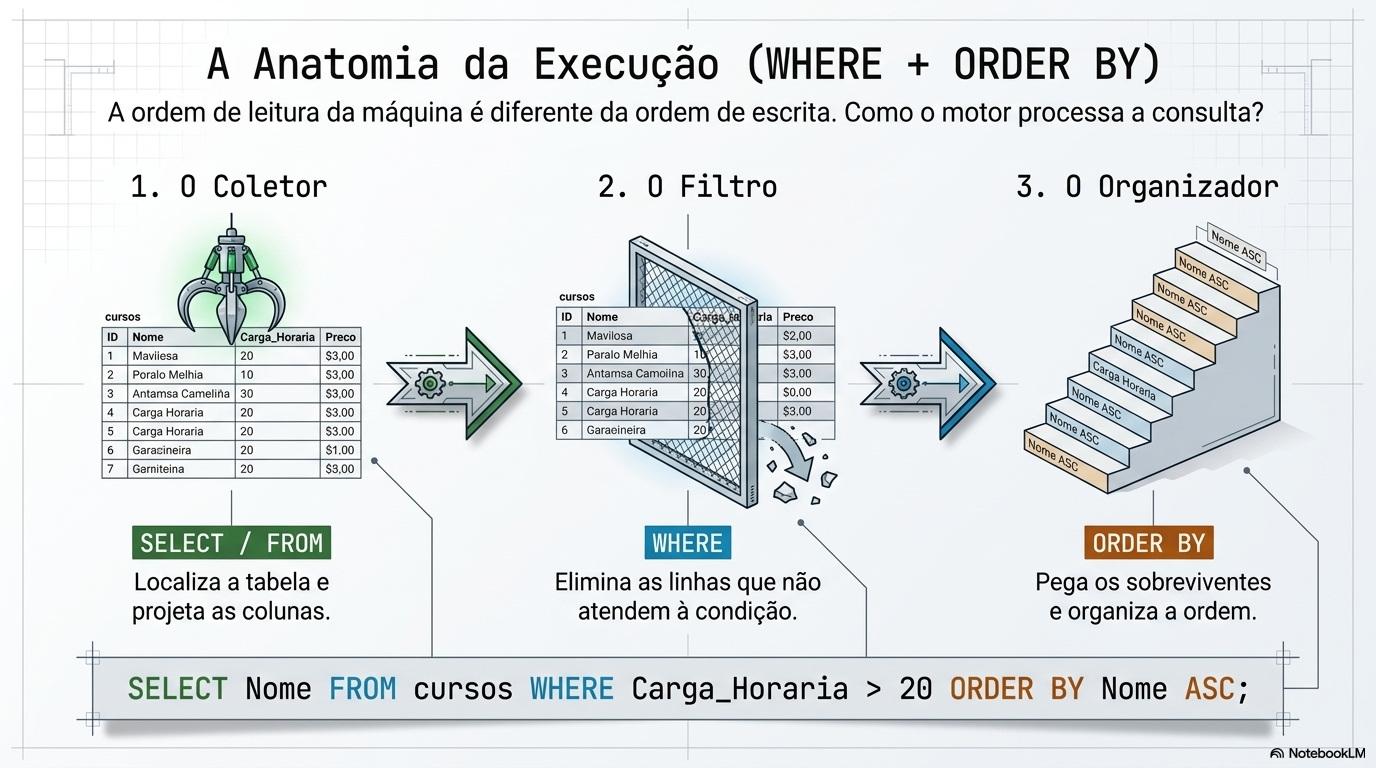 A Anatomia da Execução (WHERE + ORDER BY)
A ordem de leitura da máquina é diferente da ordem de escrita. Como o motor processa a consulta?
1. O Coletor
cursos
ID Nome Carga_Horaria Preco
1 Maviiesa 20 $3,00
2 Poralo Melhia 10 $3,00
3 Antamsa Cameliña 30 $3,00
4 Carga Horaria 20 $3.00
5 Carga Horaria 20 $3.00
6 Garazineira 20 $1.00
7 Garniteina 20 $3,00
SELECT / FROM
Localiza a tabela e
projeta as colunas.
2. O Filtro
cursos
ID Nome Preco
1 Mavilosa $2,00
2 Paralo Melhia 10 $3,00
3 Antamsa Camoiina 30 $3,00
4 Carga Horaria 20 $0.00
5 Carga Horaria 20 $3.00
6 Garaeineira 20
WHERE
Elimina as linhas que não
atendem à condição.
3. O Organizador
Nome ASC
Nome ASC
Nome ASC
Nome ASC
Nome ASC
Carga Horarla
Nome ASC
Nome ASC
Nome ASC
ORDER BY
Pega os sobreviventes
e organiza a ordem.
SELECT Nome FROM cursos WHERE Carga_Horaria > 20 ORDER BY Nome ASC;
NotebookLM